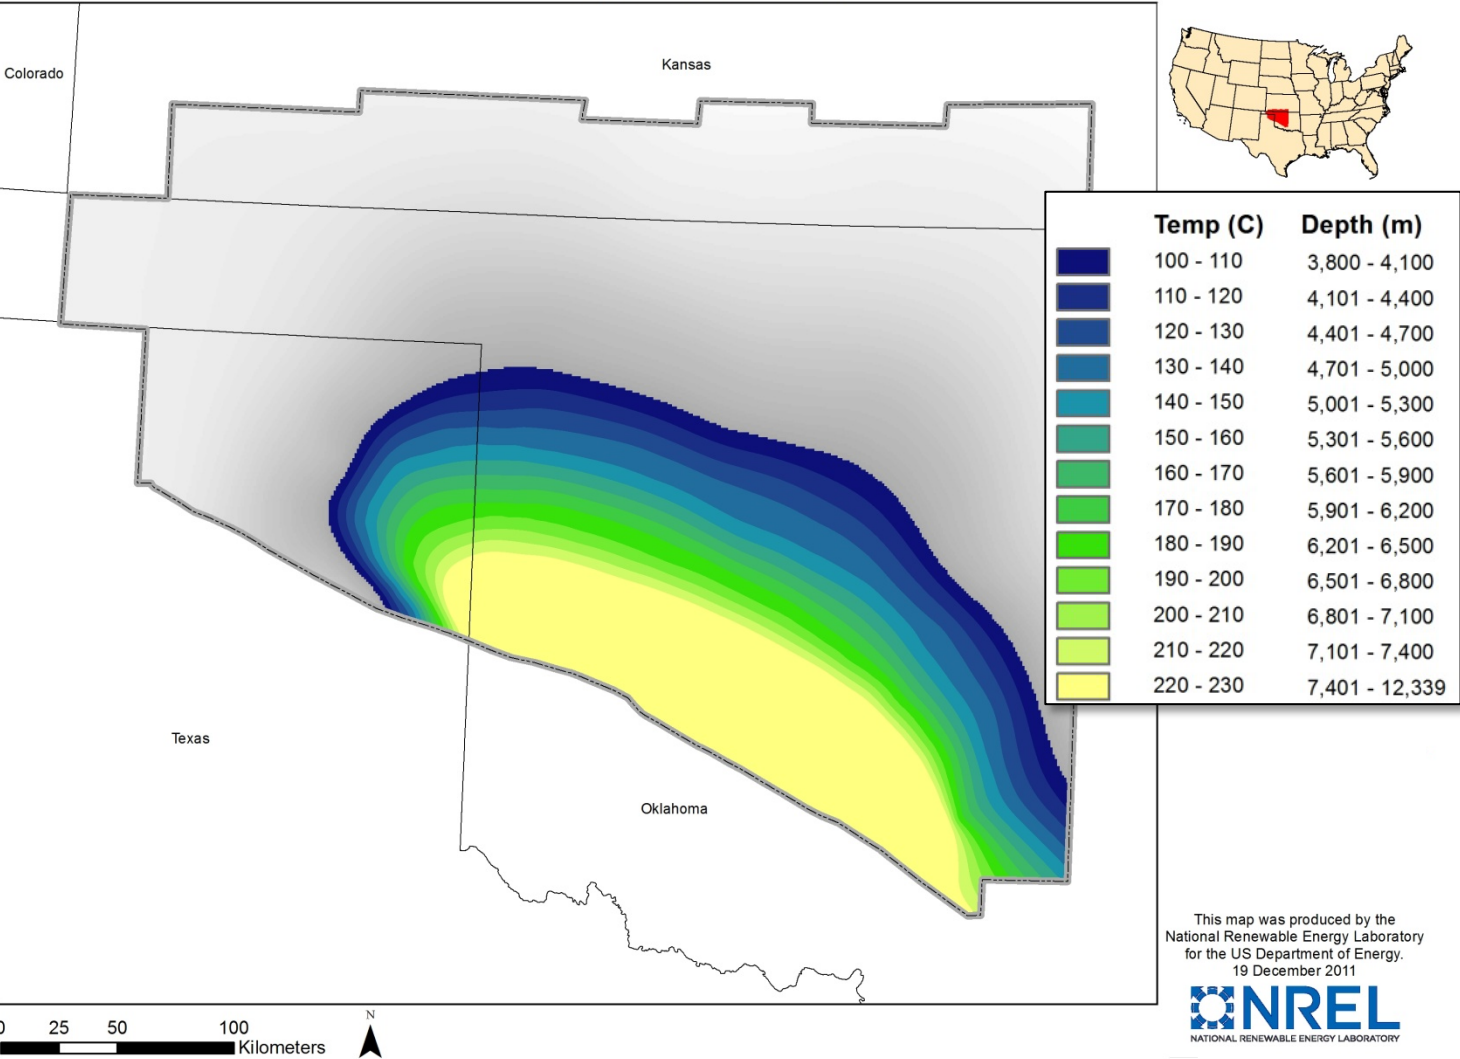 Colorado
Kansas
Temp (C) Depth (m)
100 - 110 3,800 - 4,100
110 - 120 4,101 - 4,400
120 - 130 4,401 - 4,700
130 - 140 4,701 - 5,000
140 - 150 5,001 - 5,300
150 - 160 5,301 - 5,600
160 - 170 5,601 - 5,900
170 - 180 5,901 - 6,200
180 - 190 6,201 - 6,500
190 - 200 6,501 - 6,800
200 - 210 6,801 - 7,100
210 - 220 7,101 - 7,400
220 - 230 7,401 - 12,339
Texas
Oklahoma
This map was produced by the
National Renewable Energy Laboratory
for the US Department of Energy.
19 December 2011
NREL
NATIONAL RENEWABLE ENERGY LABORATORY
N
0 25 50 100
Kilometers